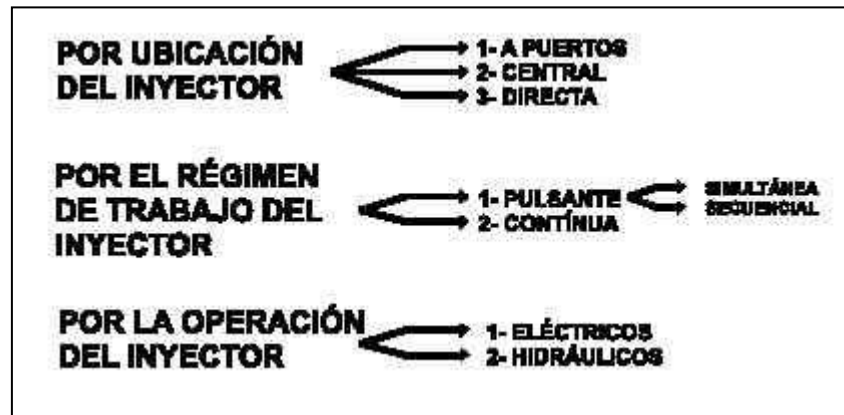 POR UBICACIÓN
DEL INYECTOR
1- A PUERTOS
2- CENTRAL
3- DIRECTA
POR EL RÉGIMEN
DE TRABAJO DEL
INYECTOR
1- PULSANTE
2- CONTÍNUA
SIMULTÁNEA
SECUENCIAL
POR LA OPERACIÓN
DEL INYECTOR
1- ELÉCTRICOS
2- HIDRÁULICOS